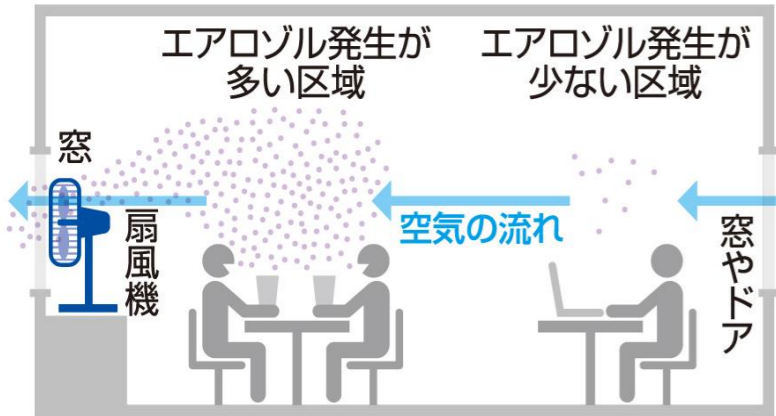 エアロゾル発生が
多い区域
エアロゾル発生が
少ない区域
窓
扇風機
空気の流れ
窓やドア